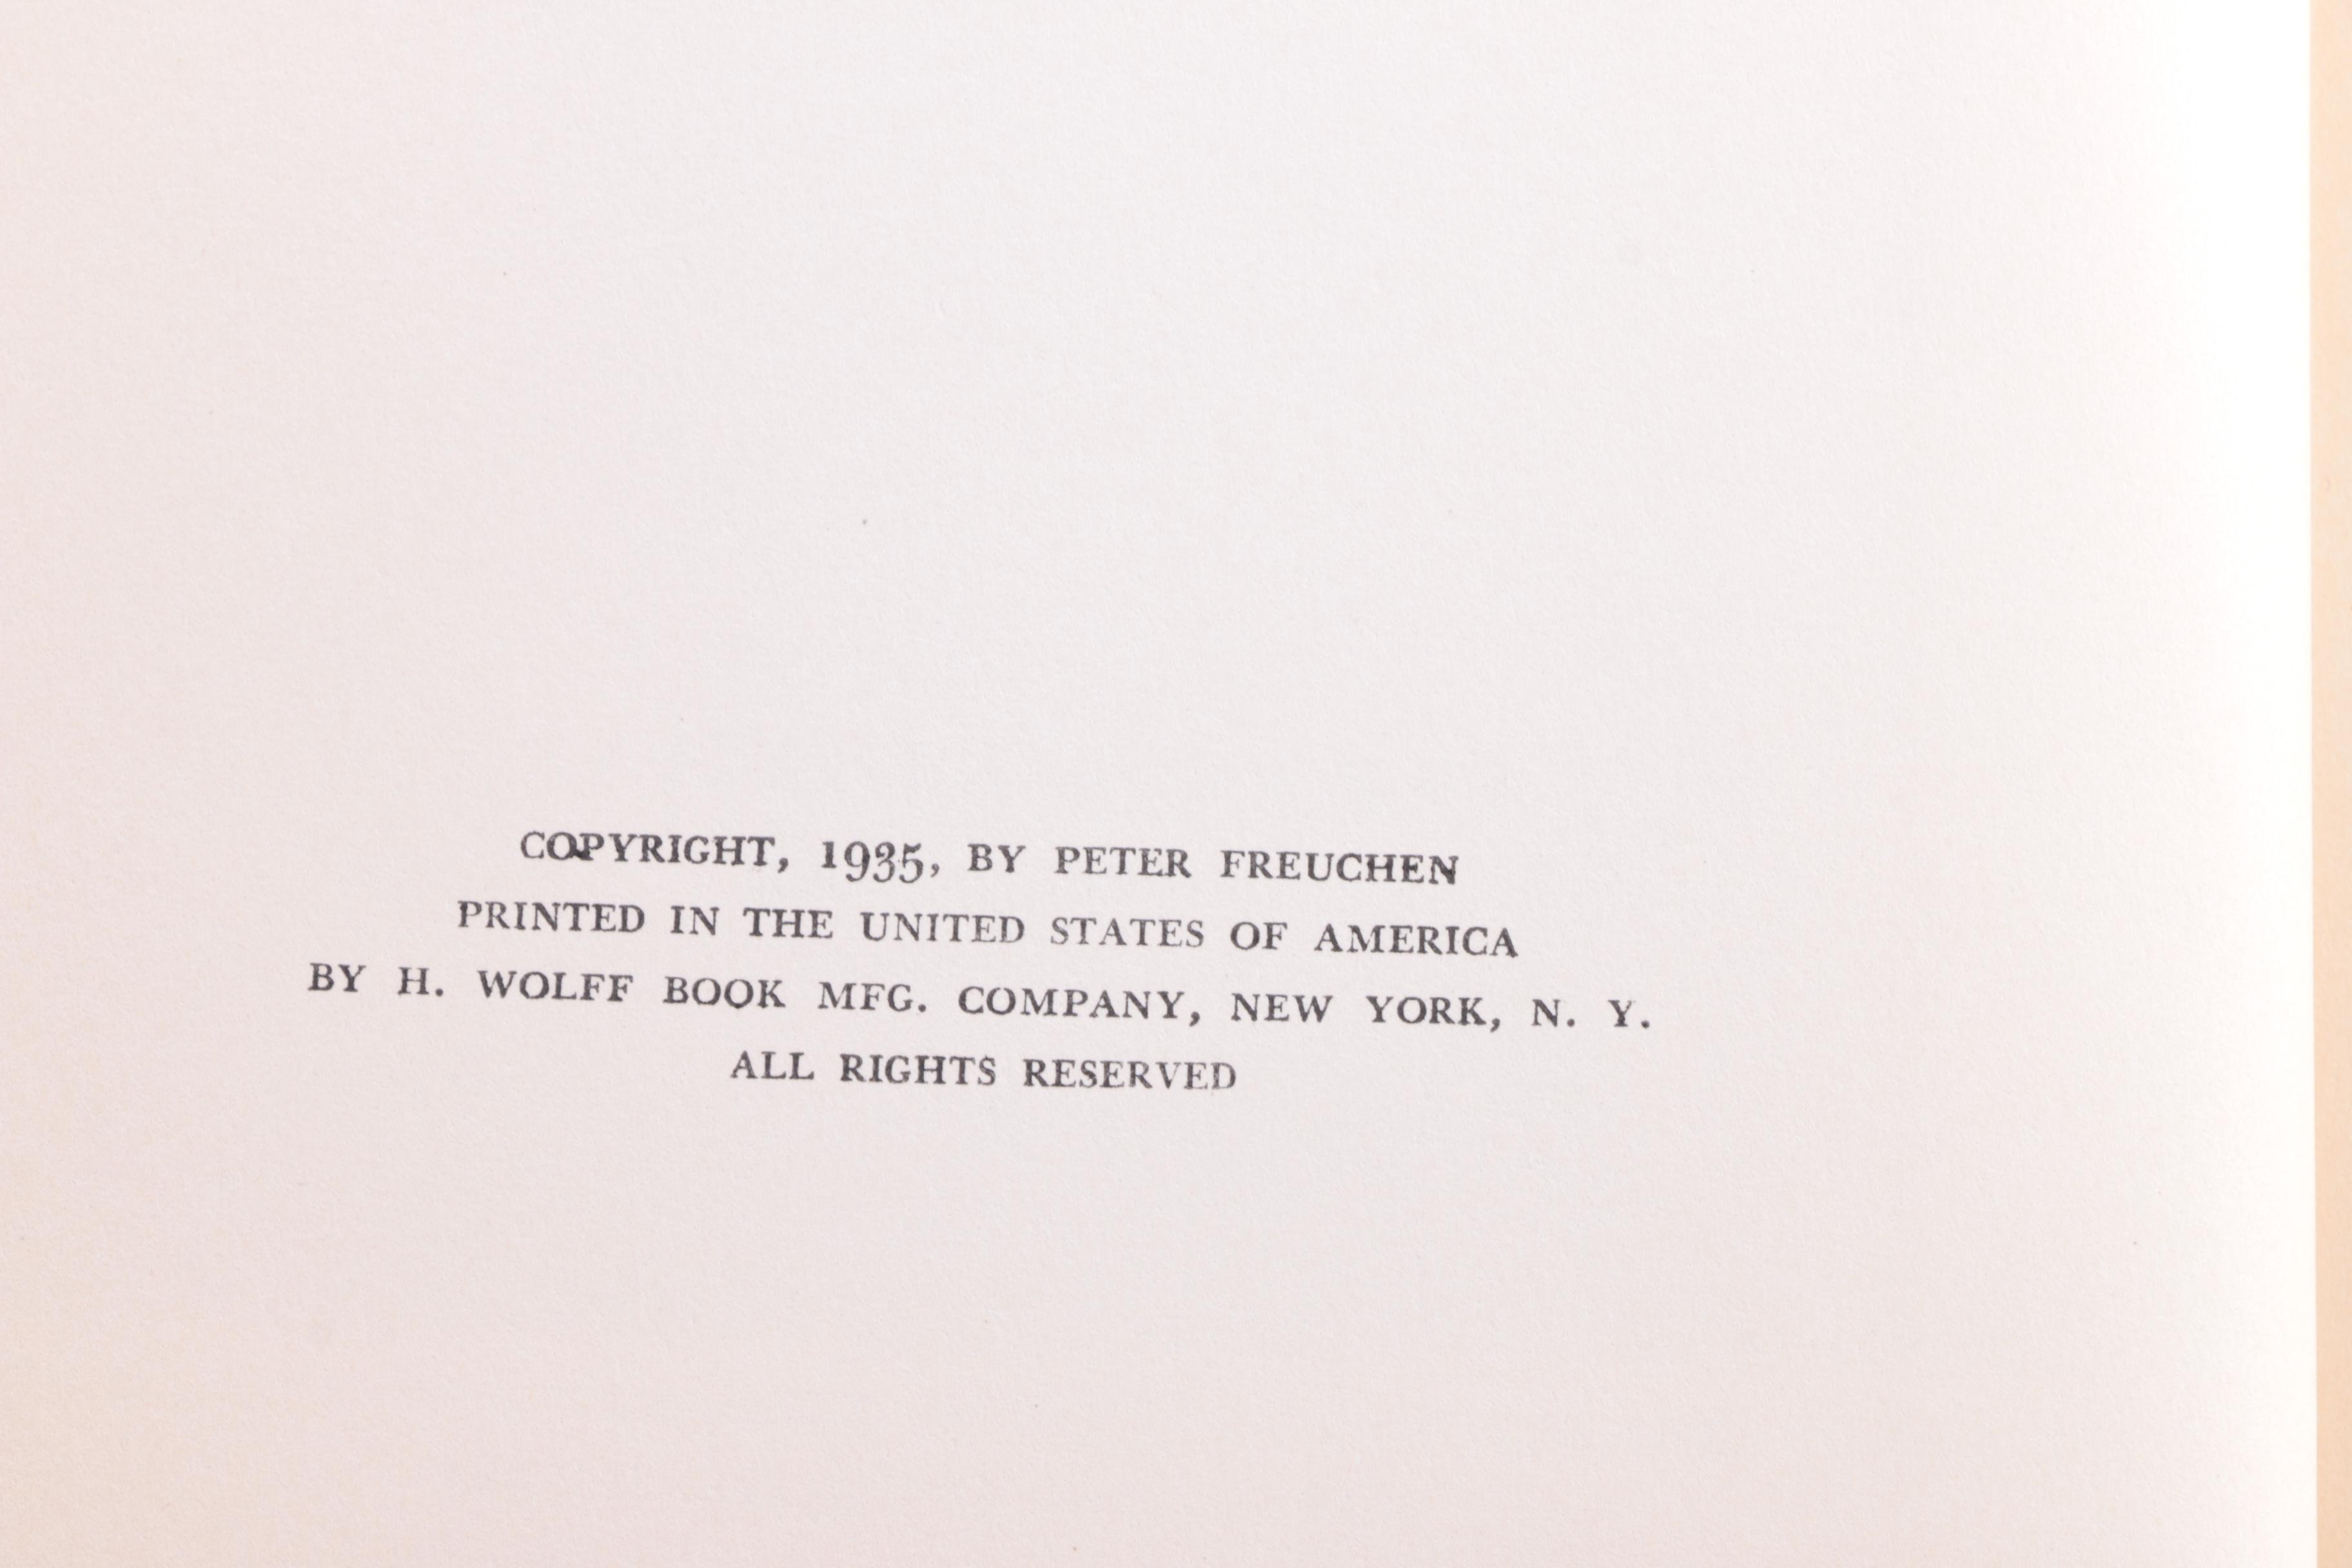 COPYRIGHT, 1935, BY PETER FREUCHEN
PRINTED IN THE UNITED STATES OF AMERICA
BY H. WOLFF BOOK MFG. COMPANY, NEW YORK, N. Y.
ALL RIGHTS RESERVED